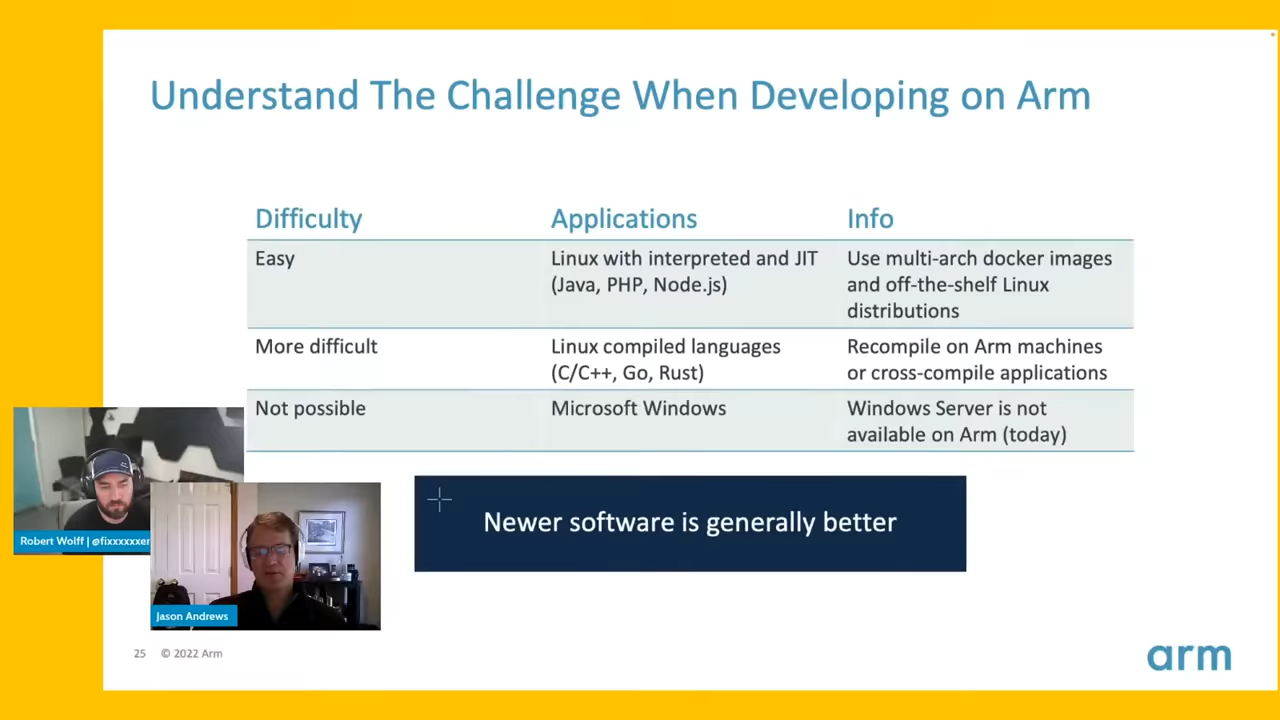 Understand The Challenge When Developing on Arm
Difficulty Applications Info
Easy
Linux with interpreted and JIT
(Java, PHP, Node.js)
Use multi-arch docker images
and off-the-shelf Linux
distributions
More difficult
Linux compiled languages
(C/C++, Go, Rust)
Recompile on Arm machines
or cross-compile applications
Not possible
Microsoft Windows
Windows Server is not
available on Arm (today)
Newer software is generally better
Robert Wolff | @fixxxxxxer
Jason Andrews
25 © 2022 Arm
arm